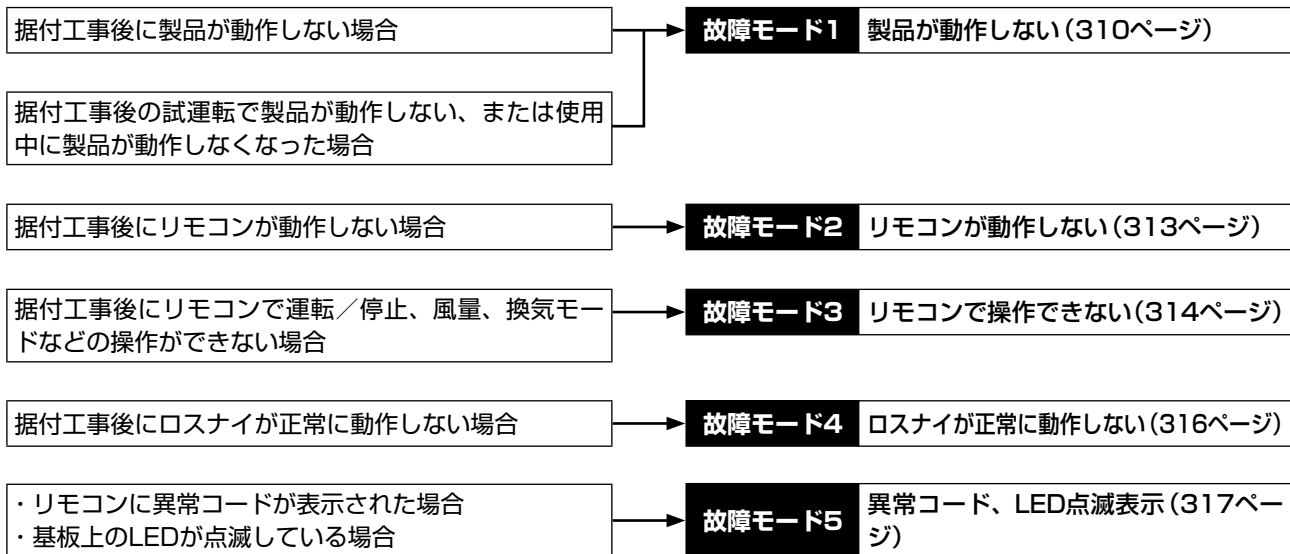 据付工事後に製品が動作しない場合
故障モード1 製品が動作しない(310ページ)
据付工事後の試運転で製品が動作しない、または使用
中に製品が動作しなくなった場合
据付工事後にリモコンが動作しない場合
故障モード2 リモコンが動作しない(313ページ)
据付工事後にリモコンで運転／停止、風量、換気モー
ドなどの操作ができない場合
故障モード3 リモコンで操作できない(314ページ)
据付工事後にロスナイが正常に動作しない場合
故障モード4 ロスナイが正常に動作しない(316ページ)
・リモコンに異常コードが表示された場合
・基板上のLEDが点滅している場合
故障モード5 異常コード、LED点滅表示(317ペー
ジ)